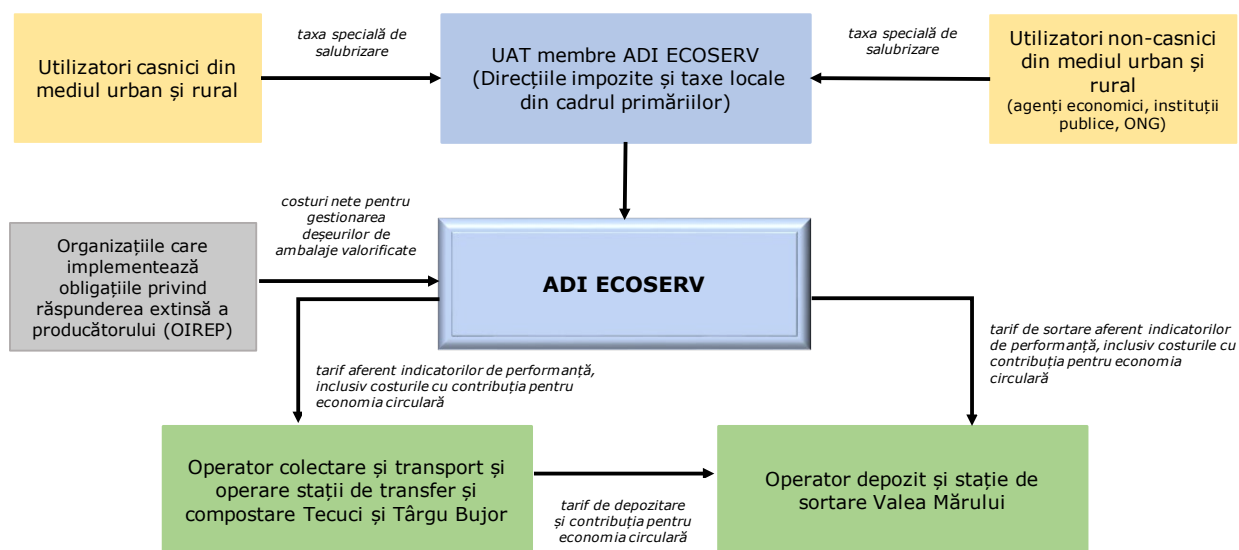 taxa specială de
salubrizare
taxa specială de
salubrizare
Utilizatori casnici din
mediul urban și rural
UAT membre ADI ECOSERV
(Direcțiile impozite și taxe locale
din cadrul primăriilor)
Utilizatori non-casnici
din mediul urban și
rural
(agenți economici, instituții
publice, ONG)
costuri nete pentru
gestionarea
deșeurilor de
ambalaje valorificate
Organizațiile care
implementează
obligațiile privind
răspunderea extinsă a
producătorului (OIREP)
ADI ECOSERV
tarif de sortare aferent indicatorilor
de performanță, inclusiv costurile cu
contribuția pentru economia
circulară
tarif aferent indicatorilor de performanță,
inclusiv costurile cu contribuția pentru
economia circulară
Operator colectare și transport și
operare stații de transfer și
compostare Tecuci și Târgu Bujor
Operator depozit și stație de
sortare Valea Mărului
tarif de depozitare
și contribuția pentru
economia circulară